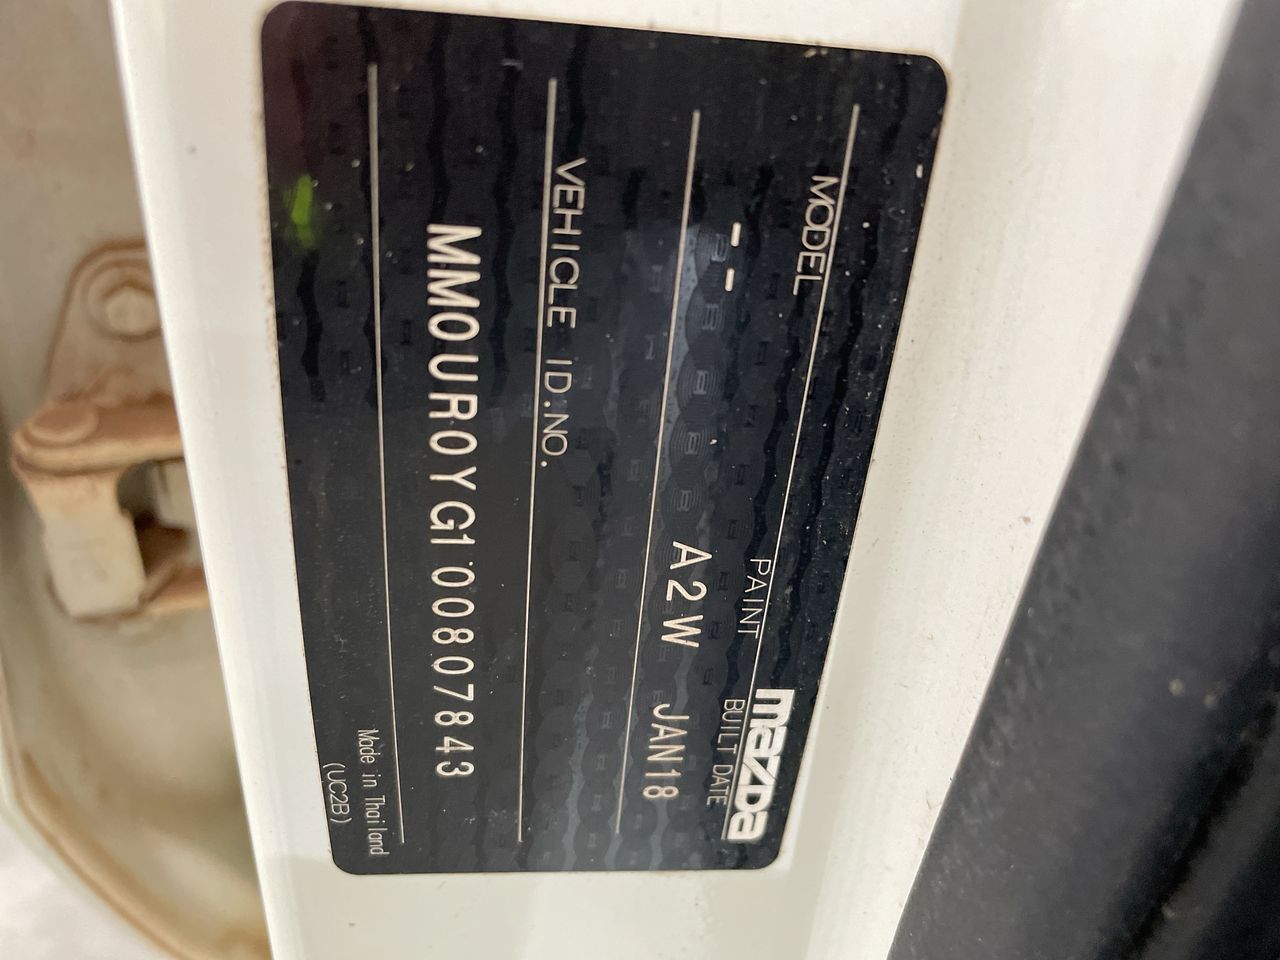 mazda
MODEL PAINT BUILT DATE
-- A2W JAN18
VEHICLE ID.NO.
MM0UR0YG100807843
Made in Thailand
(UC2B)